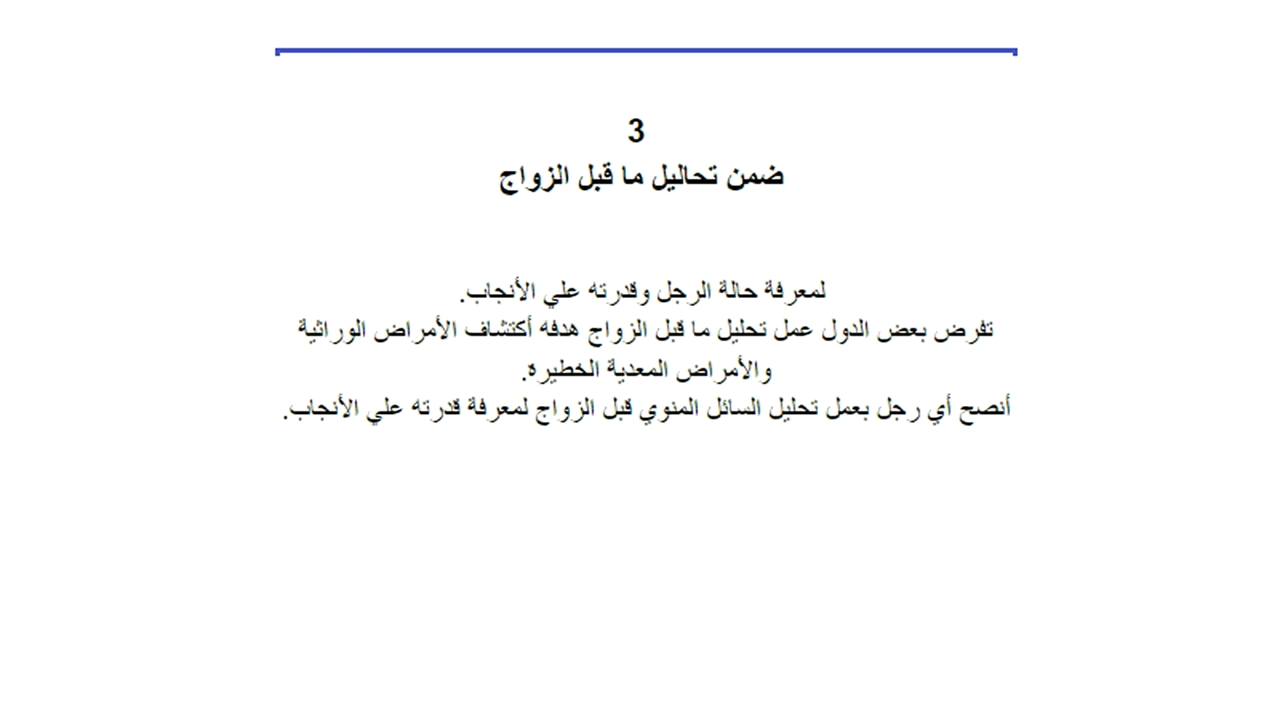 3
ضمن تحاليل ما قبل الزواج
لمعرفة حالة الرجل وقدرته علي الأنجاب.
تفرض بعض الدول عمل تحليل ما قبل الزواج هدفه أكتشاف الأمراض الوراثية
والأمراض المعدية الخطيرة.
أنصح أي رجل بعمل تحليل السائل المنوي قبل الزواج لمعرفة قدرته علي الأنجاب.